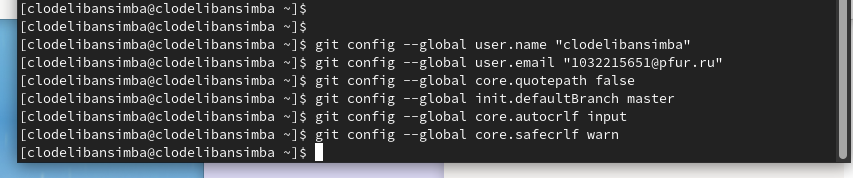 [clodelibansimba@clodelibansimba ~]$
[clodelibansimba@clodelibansimba ~]$
[clodelibansimba@clodelibansimba ~]$ git config --global user.name "clodelibansimba"
[clodelibansimba@clodelibansimba ~]$ git config --global user.email "1032215651@pfur.ru"
[clodelibansimba@clodelibansimba ~]$ git config --global core.quotepath false
[clodelibansimba@clodelibansimba ~]$ git config --global init.defaultBranch master
[clodelibansimba@clodelibansimba ~]$ git config --global core.autocrlf input
[clodelibansimba@clodelibansimba ~]$ git config --global core.safecrlf warn
[clodelibansimba@clodelibansimba ~]$